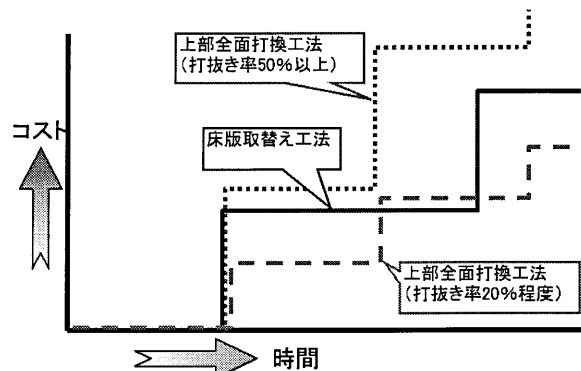 上部全面打換工法
(打抜き率50%以上)
コスト
床版取替え工法
上部全面打換工法
(打抜き率20%程度)
時間